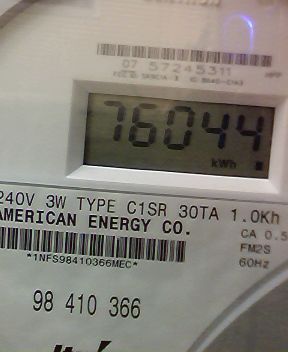 07 57245311
76044
kWh
240V 3W TYPE C1SR 30TA 1.0Kh
AMERICAN ENERGY CO.
CA 0.5
*1NFS98410366MEC*
FM2S
60Hz
98 410 366